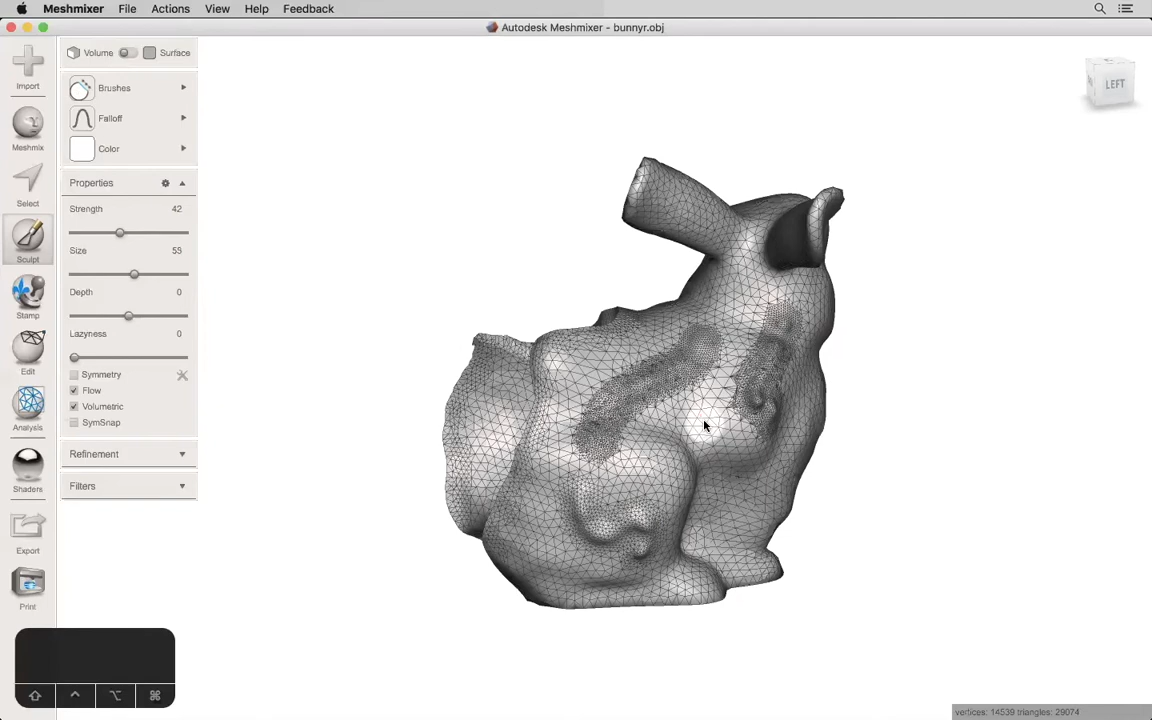 Meshmixer File Actions View Help Feedback
Autodesk Meshmixer - bunnyr.obj
Import
Meshmix
Select
Sculpt
Stamp
Edit
Analysis
Shaders
Export
Print
Volume Surface
Brushes
Falloff
Color
Properties
Strength 42
Size 53
Depth 0
Lazyness 0
Symmetry
Flow
Volumetric
SymSnap
Refinement
Filters
LEFT
vertices: 14539 triangles: 29074